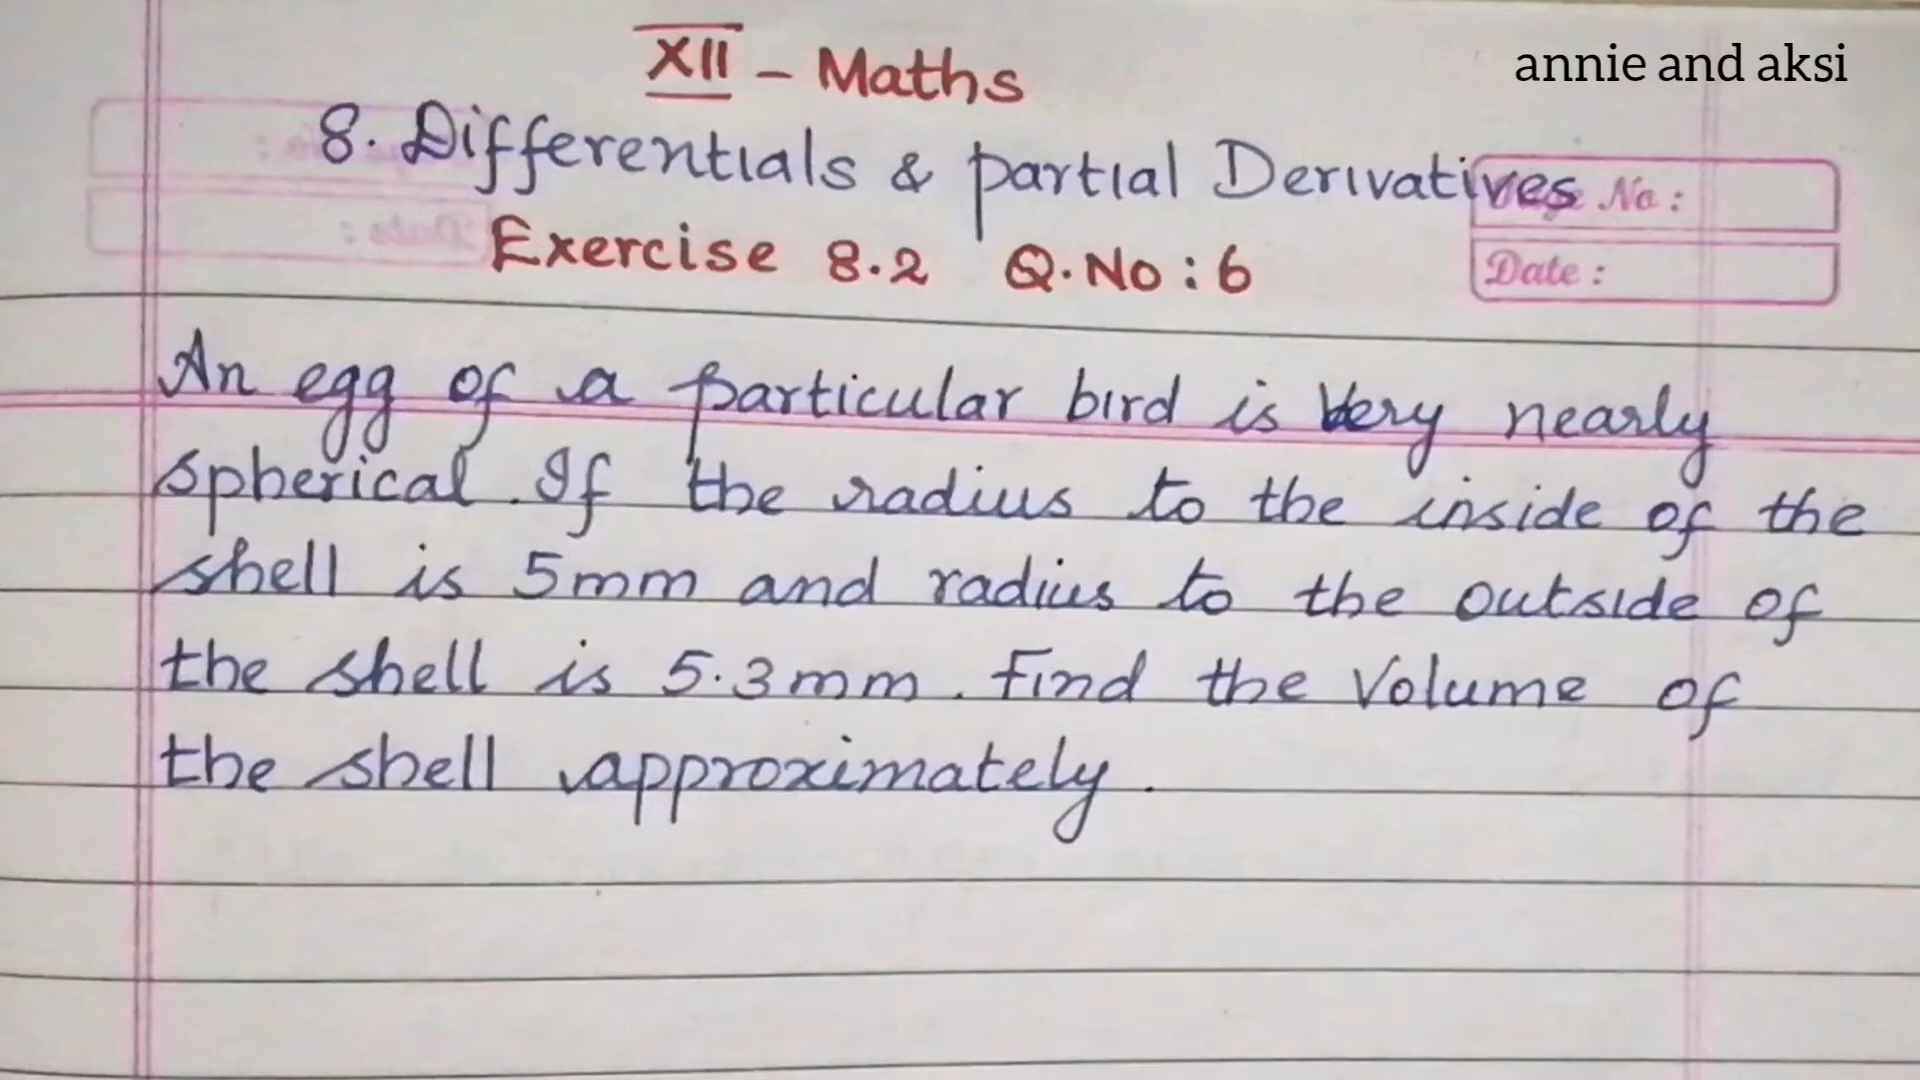 XII - Maths
annie and aksi
8. Differentials & partial Derivatives
No :
Exercise 8.2 Q.No : 6
Date :
An egg of a particular bird is Very nearly
spherical. If the radius to the inside of the
shell is 5mm and radius to the outside of
the shell is 5.3mm. Find the Volume of
the shell approximately.